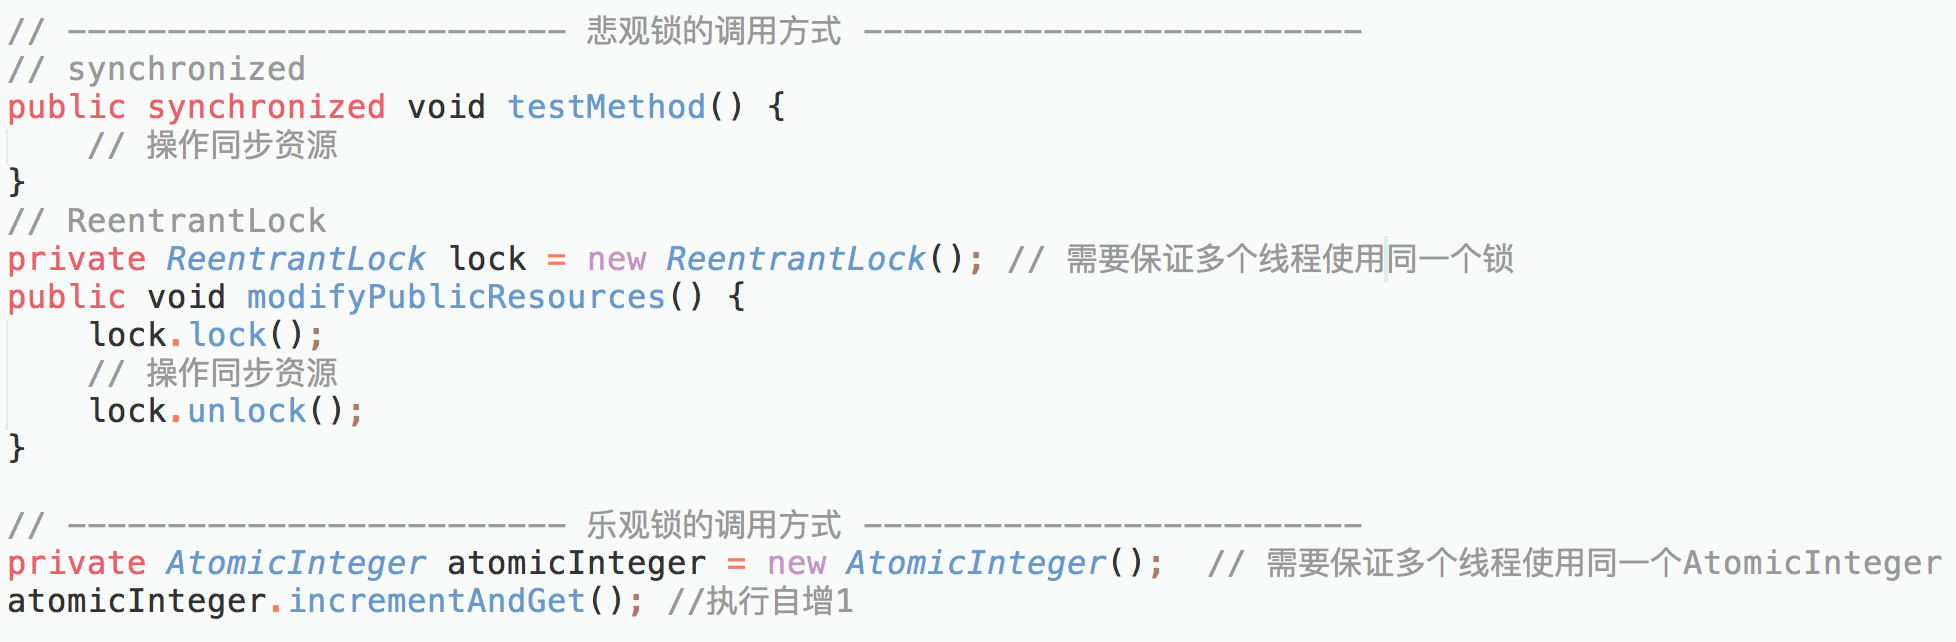 // ------------------------- 悲观锁的调用方式 -------------------------
// synchronized
public synchronized void testMethod() {
    // 操作同步资源
}
// ReentrantLock
private ReentrantLock lock = new ReentrantLock(); // 需要保证多个线程使用同一个锁
public void modifyPublicResources() {
    lock.lock();
    // 操作同步资源
    lock.unlock();
}
// ------------------------- 乐观锁的调用方式 -------------------------
private AtomicInteger atomicInteger = new AtomicInteger();  // 需要保证多个线程使用同一个AtomicInteger
atomicInteger.incrementAndGet(); //执行自增1